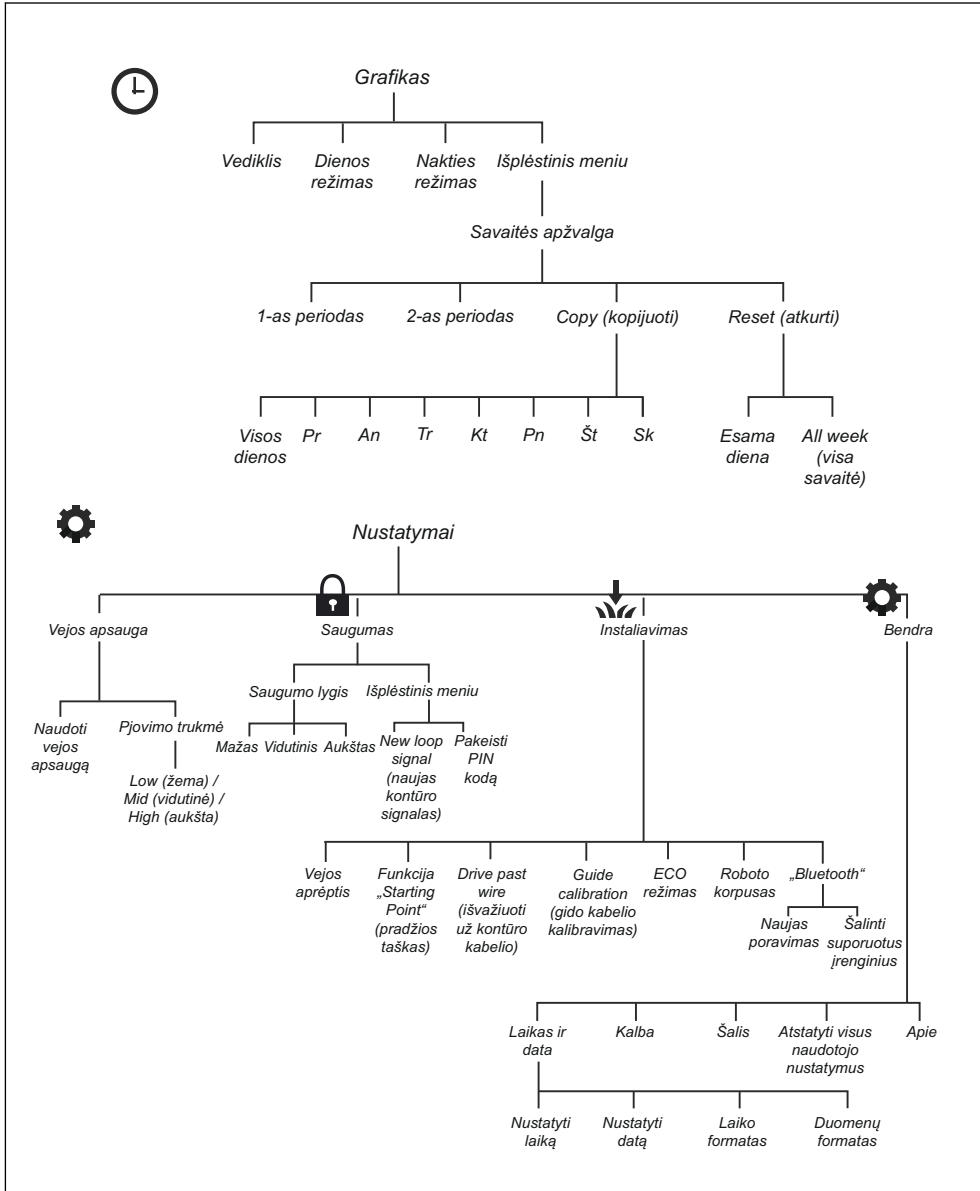 Grafikas
Vediklis
Dienos
režimas
Nakties
režimas
Išplėstinis meniu
Savaitės apžvalga
1-as periodas
2-as periodas
Copy (kopijuoti)
Reset (atkurti)
Visos
dienos
Pr
An
Tr
Kt
Pn
Št
Sk
Esama
diena
All week
(visa
savaitė)
Nustatymai
Vejos apsauga
Saugumas
Instaliavimas
Bendra
Naudoti
vejos
apsaugą
Pjovimo trukmė
Low (žema) /
Mid (vidutinė) /
High (aukšta)
Saugumo lygis
Išplėstinis meniu
Mažas
Vidutinis
Aukštas
New loop
signal
(naujas
kontūro
signalas)
Pakeisti
PIN
kodą
Vejos
aprėptis
Funkcija
„Starting
Point“
(pradžios
taškas)
Drive past
wire
(išvažiuoti
už kontūro
kabelio)
Guide
calibration
(gido kabelio
kalibravimas)
ECO
režimas
Roboto
korpusas
„Bluetooth“
Naujas
poravimas
Šalinti
suporuotus
įrenginius
Laikas ir
data
Kalba
Šalis
Atstatyti visus
naudotojo
nustatymus
Apie
Nustatyti
laiką
Nustatyti
datą
Laiko
formatas
Duomenų
formatas